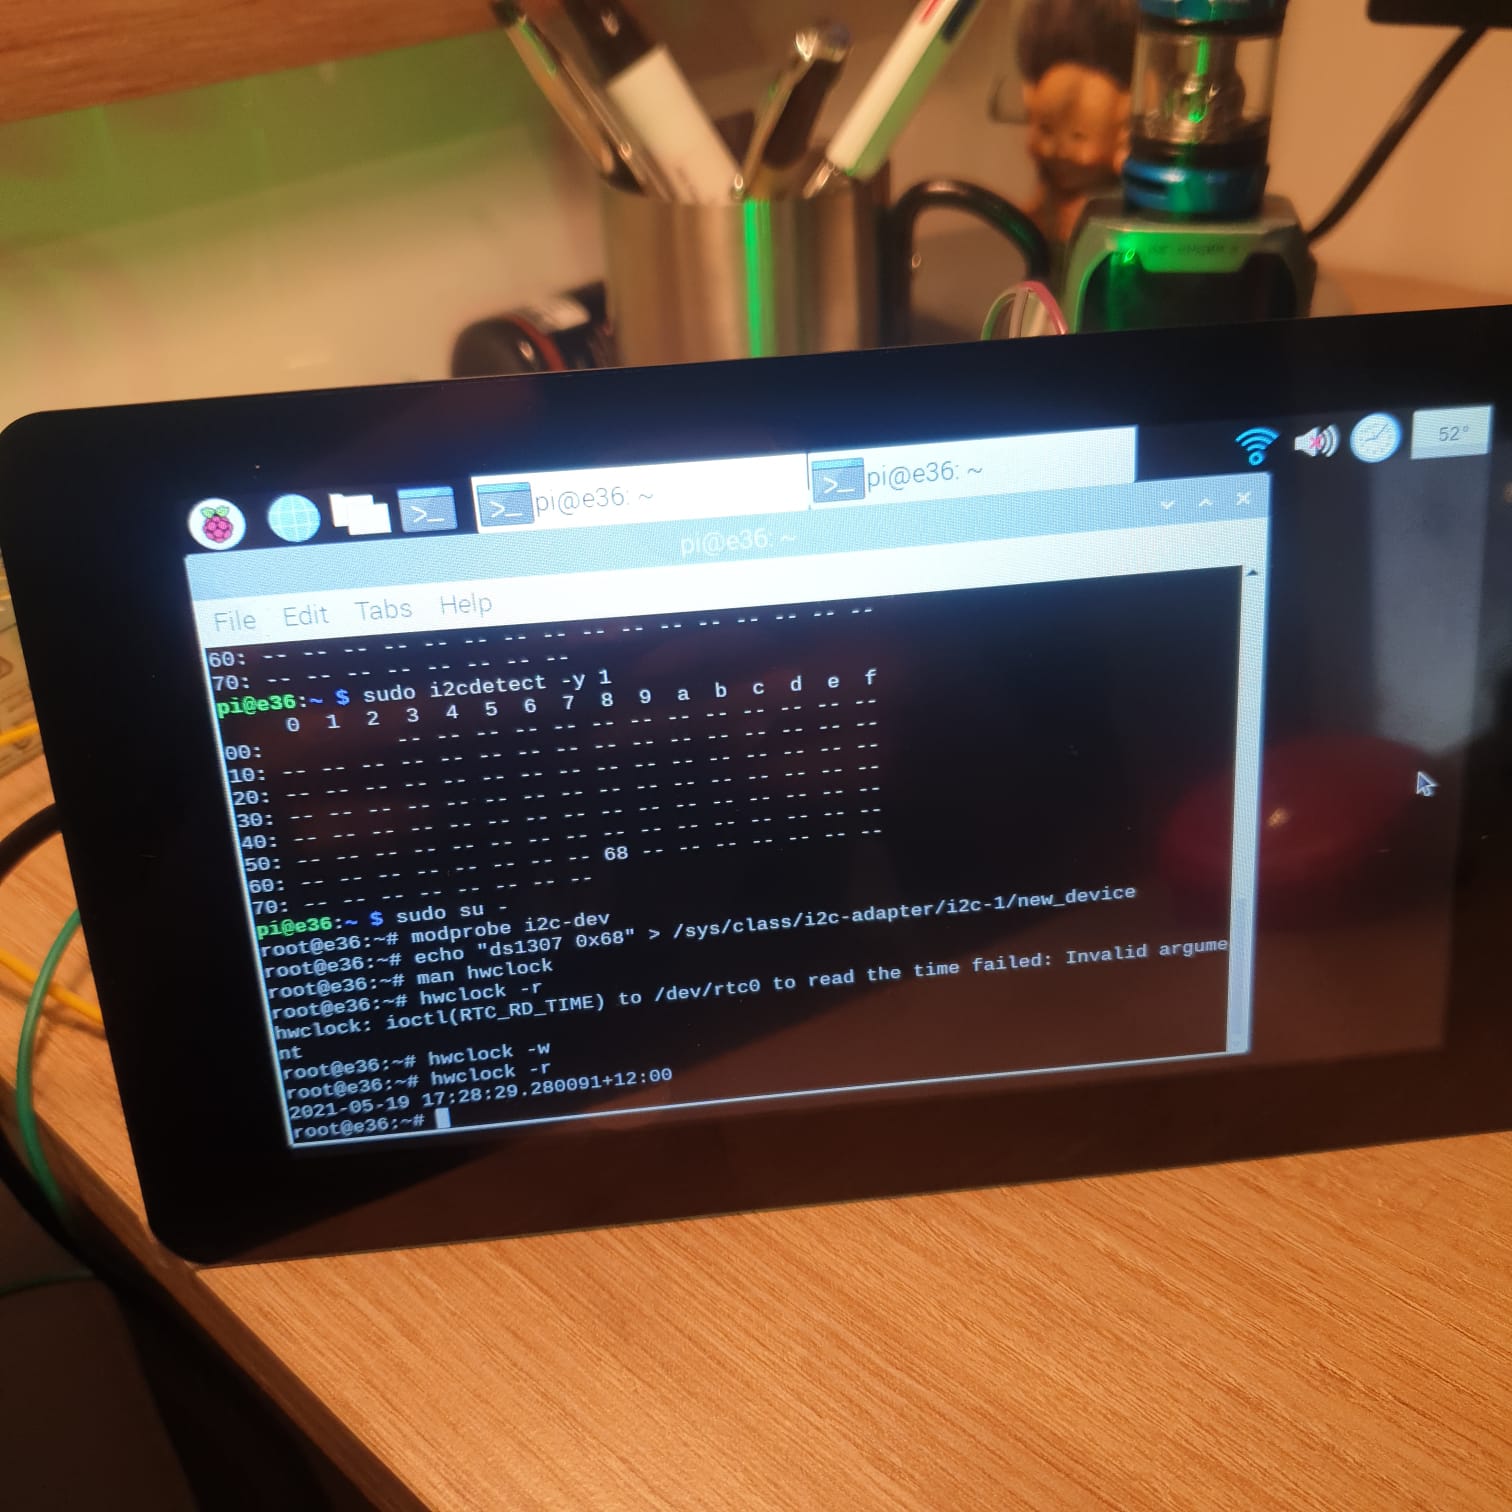 52°
pi@e36: ~
pi@e36: ~
pi@e36: ~
File Edit Tabs Help
60: -- -- -- -- -- -- -- -- -- -- -- -- -- -- -- --
70: -- -- -- -- -- -- -- --
pi@e36:~ $ sudo i2cdetect -y 1
0 1 2 3 4 5 6 7 8 9 a b c d e f
00: -- -- -- -- -- -- -- -- -- -- -- -- --
10: -- -- -- -- -- -- -- -- -- -- -- -- -- -- -- --
20: -- -- -- -- -- -- -- -- -- -- -- -- -- -- -- --
30: -- -- -- -- -- -- -- -- -- -- -- -- -- -- -- --
40: -- -- -- -- -- -- -- -- -- -- -- -- -- -- -- --
50: -- -- -- -- -- -- -- -- -- -- -- -- -- -- -- --
60: -- -- -- -- -- -- -- -- 68 -- -- -- -- -- -- --
70: -- -- -- -- -- -- -- --
pi@e36:~ $ sudo su -
root@e36:~# modprobe i2c-dev
root@e36:~# echo "ds1307 0x68" > /sys/class/i2c-adapter/i2c-1/new_device
root@e36:~# man hwclock
root@e36:~# hwclock -r
hwclock: ioctl(RTC_RD_TIME) to /dev/rtc0 to read the time failed: Invalid argume
nt
root@e36:~# hwclock -w
root@e36:~# hwclock -r
2021-05-19 17:28:29.280091+12:00
root@e36:~#